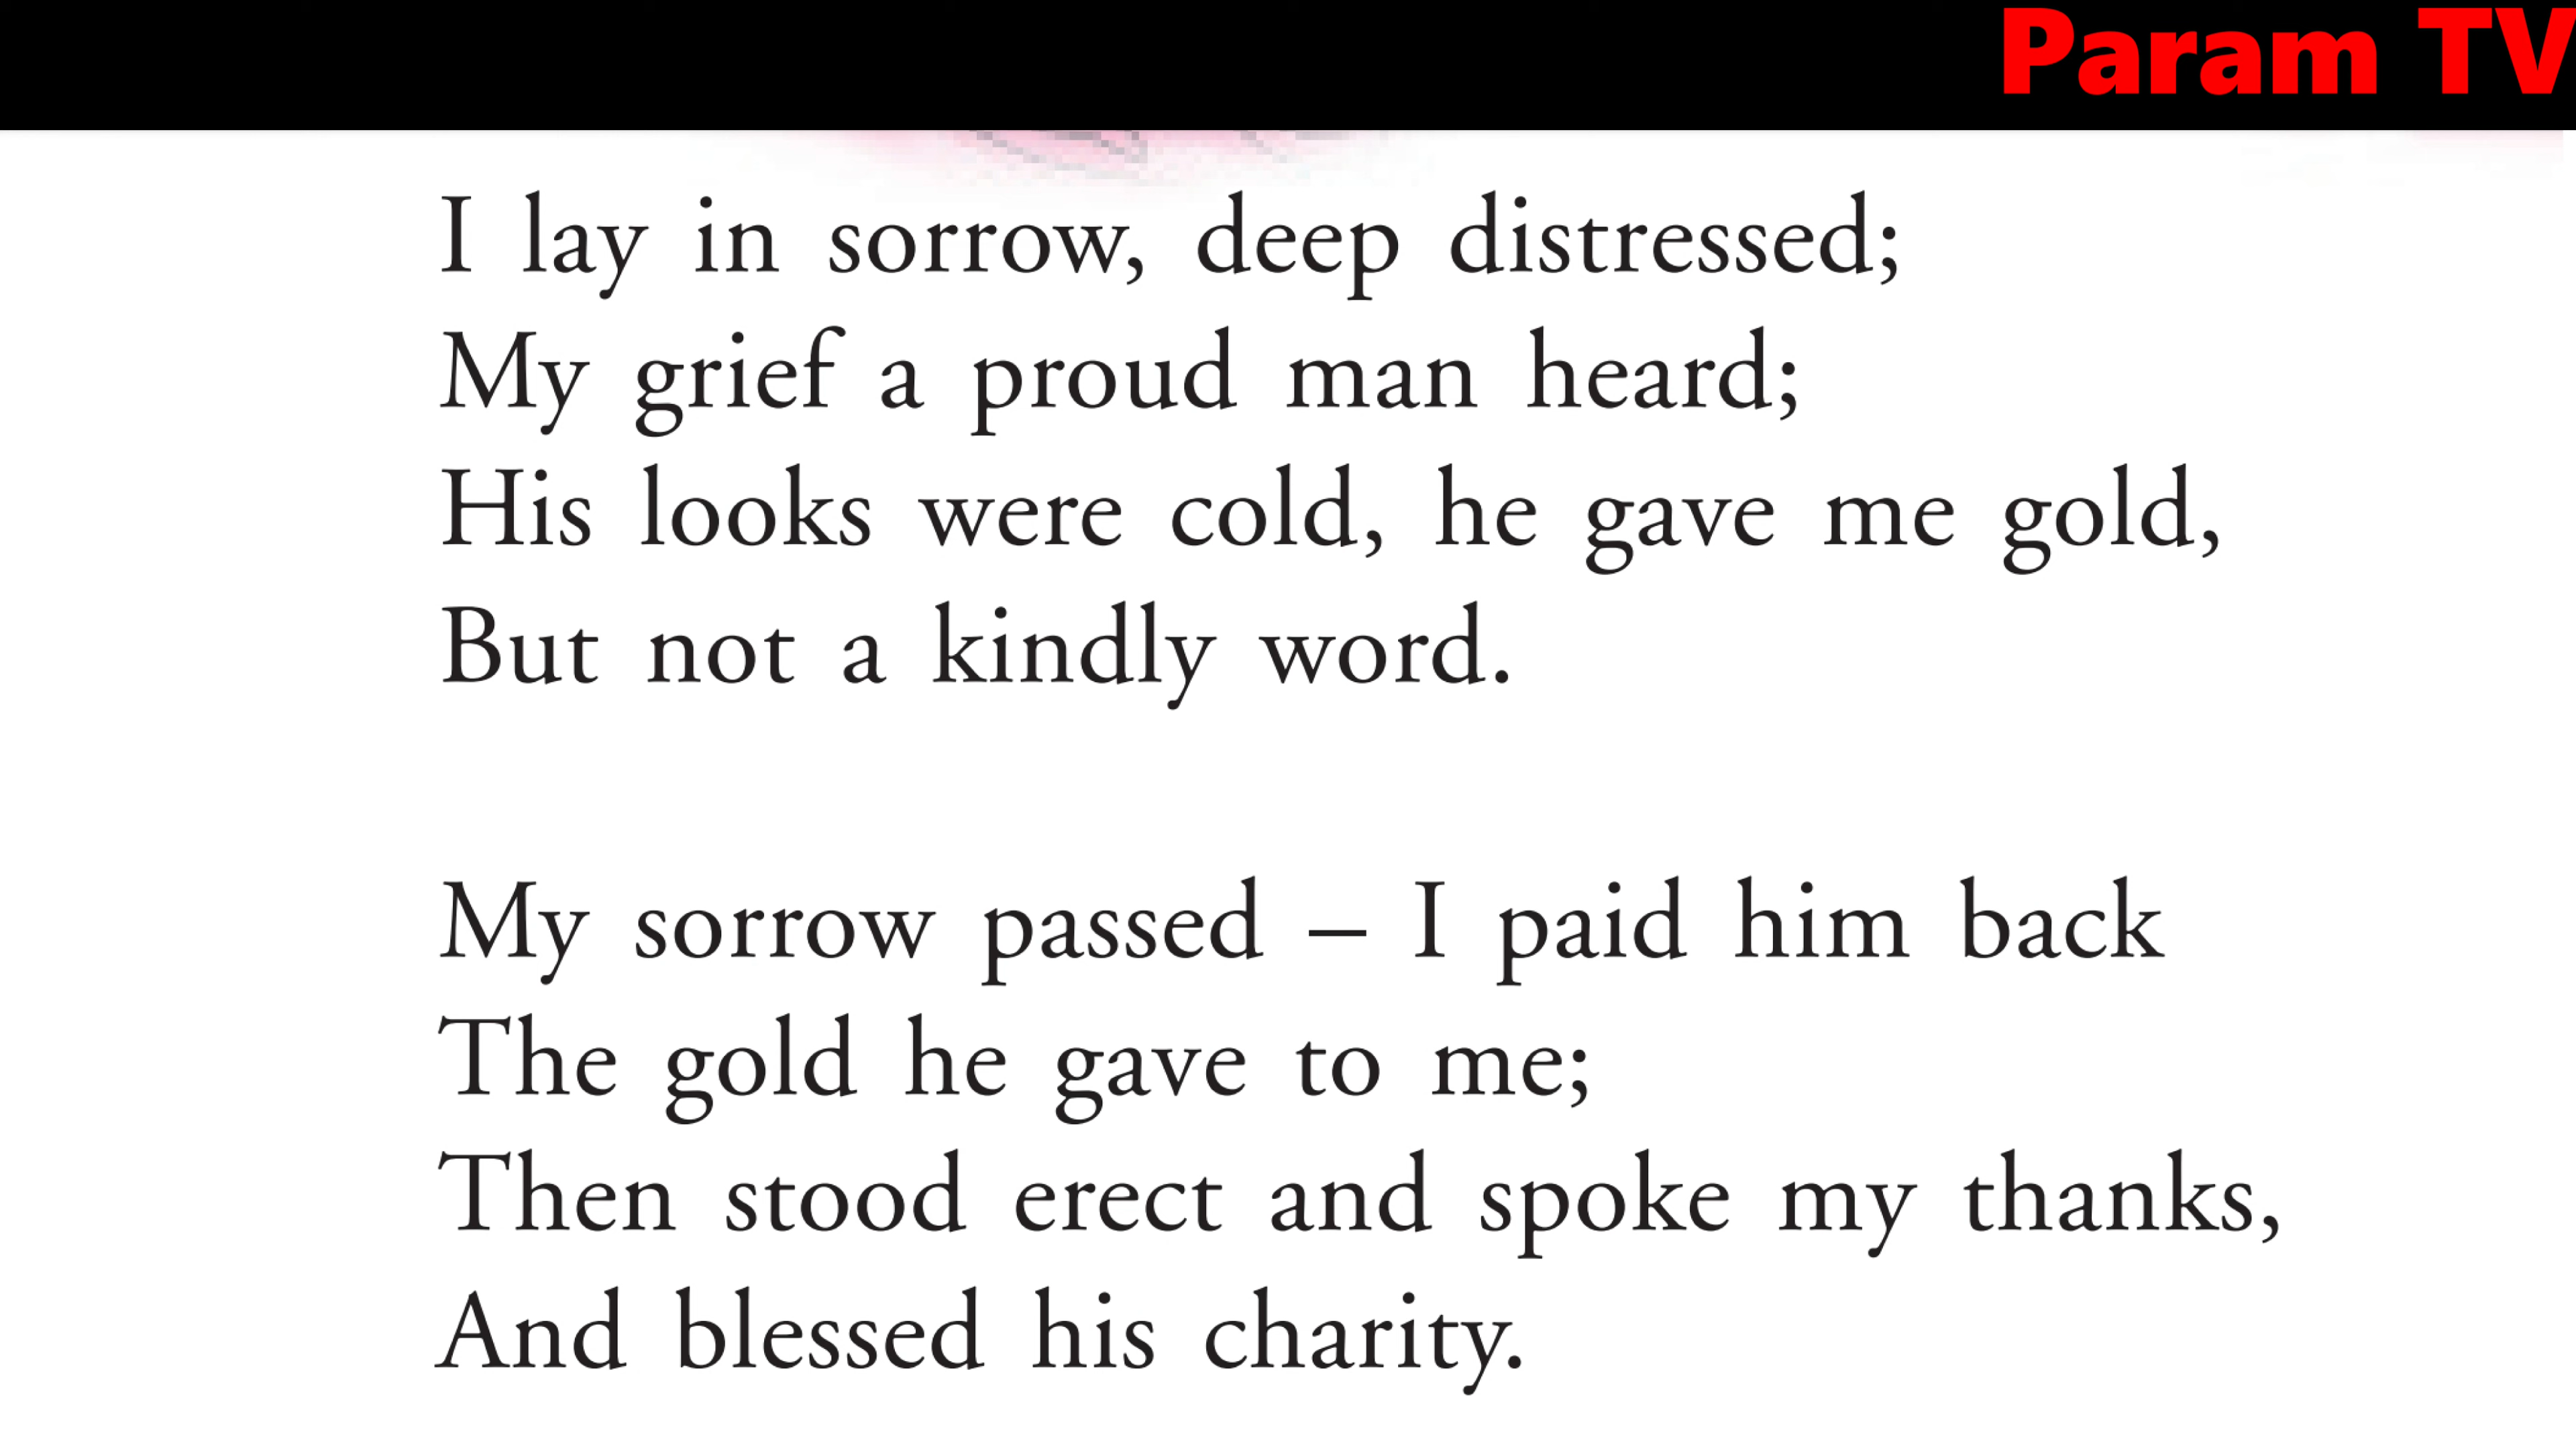 Param TV
I lay in sorrow, deep distressed;
My grief a proud man heard;
His looks were cold, he gave me gold,
But not a kindly word.
My sorrow passed – I paid him back
The gold he gave to me;
Then stood erect and spoke my thanks,
And blessed his charity.